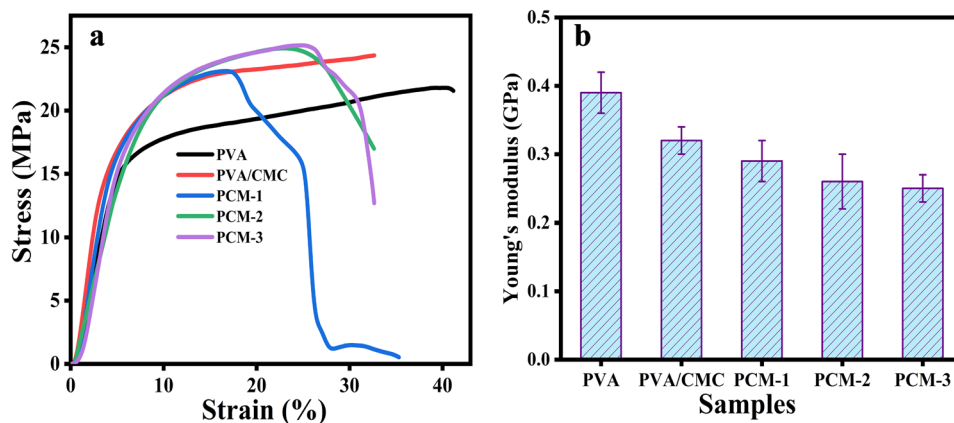 a
Stress (MPa)
25
20
15
10
5
0
PVA
PVA/CMC
PCM-1
PCM-2
PCM-3
0 10 20 30 40
Strain (%)
b
Young's modulus (GPa)
0.5
0.4
0.3
0.2
0.1
0.0
PVA PVA/CMC PCM-1 PCM-2 PCM-3
Samples